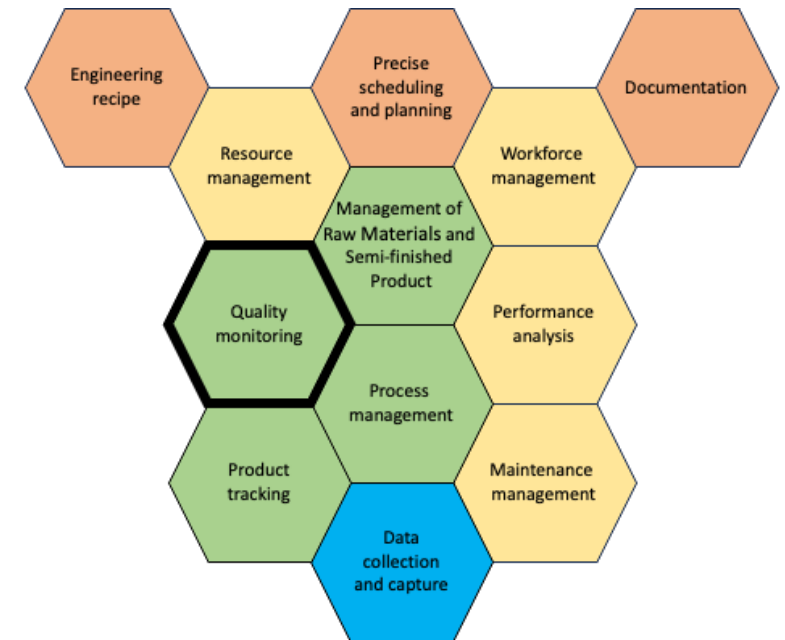 Engineering
recipe
Precise
scheduling
and planning
Documentation
Resource
management
Workforce
management
Management of
Raw Materials and
Semi-finished
Product
Quality
monitoring
Performance
analysis
Process
management
Product
tracking
Maintenance
management
Data
collection
and capture